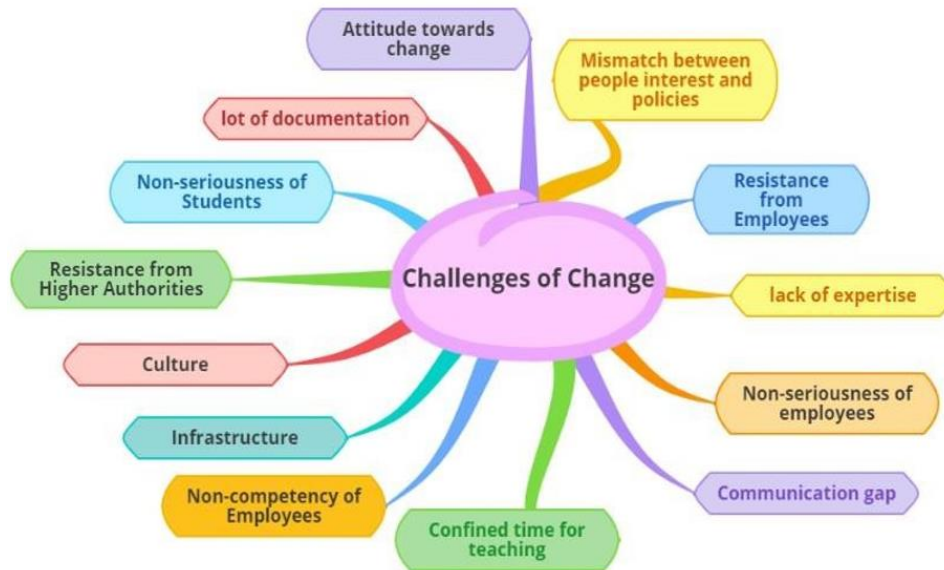 Attitude towards
change
Mismatch between
people interest and
policies
lot of documentation
Non-seriousness of
Students
Resistance
from
Employees
Resistance from
Higher Authorities
Challenges of Change
lack of expertise
Culture
Non-seriousness of
employees
Infrastructure
Non-competency of
Employees
Communication gap
Confined time for
teaching